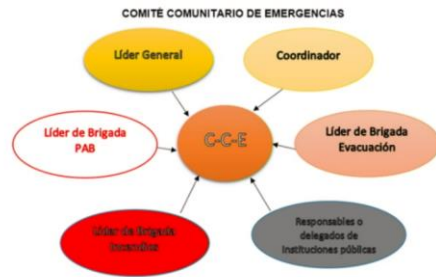 COMITÉ COMUNITARIO DE EMERGENCIAS
Líder General
Coordinador
Líder de Brigada
PAB
C-C-E
Líder de Brigada
Evacuación
Líder de Brigada
Incendios
Responsables o
delegados de
Instituciones públicas